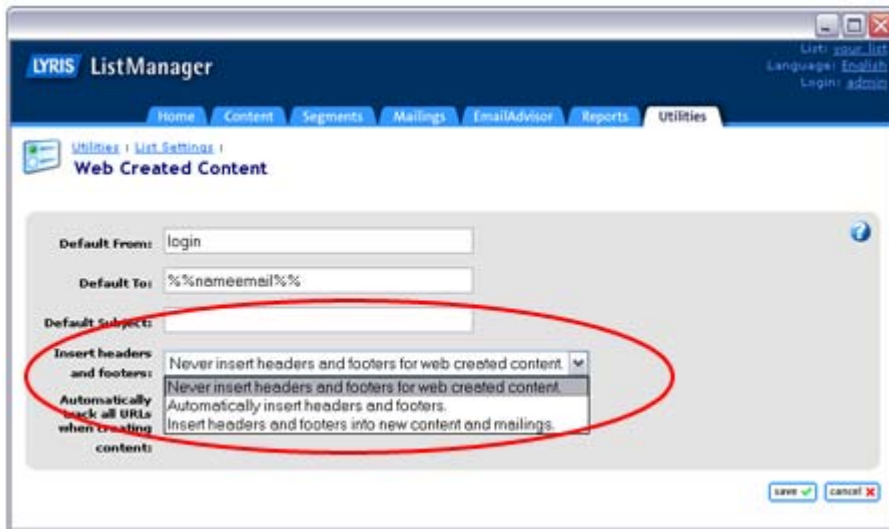 List: your_list
LYRIS ListManager
Language: English
Login: admin
Home Content Segments Mailings EmailAdvisor Reports Utilities
Utilities : List Settings :
Web Created Content
Default From: login
Default To: %%nameemail%%
Default Subject:
Insert headers
and footers:
Never insert headers and footers for web created content.
Never insert headers and footers for web created content.
Automatically insert headers and footers.
Insert headers and footers into new content and mailings.
Automatically
track all URLs
when creating
content:
save cancel